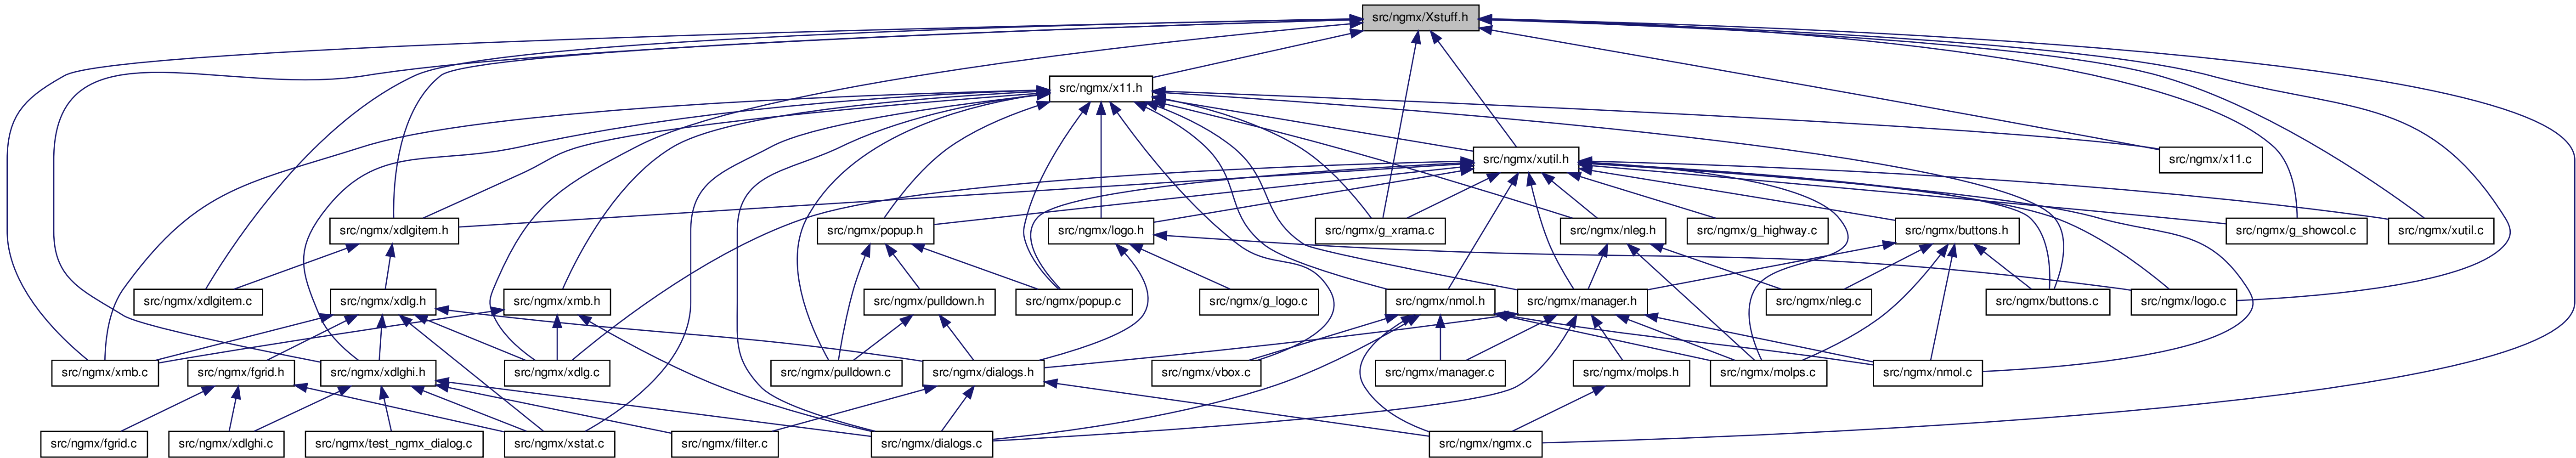 src/ngmx/Xstuff.h
src/ngmx/x11.h
src/ngmx/xutil.h
src/ngmx/x11.c
src/ngmx/xdlgitem.h
src/ngmx/popup.h
src/ngmx/logo.h
src/ngmx/g_xrama.c
src/ngmx/nleg.h
src/ngmx/g_highway.c
src/ngmx/buttons.h
src/ngmx/g_showcol.c
src/ngmx/xutil.c
src/ngmx/xdlgitem.c
src/ngmx/xdlg.h
src/ngmx/xmb.h
src/ngmx/pulldown.h
src/ngmx/popup.c
src/ngmx/g_logo.c
src/ngmx/nmol.h
src/ngmx/manager.h
src/ngmx/nleg.c
src/ngmx/buttons.c
src/ngmx/logo.c
src/ngmx/xmb.c
src/ngmx/fgrid.h
src/ngmx/xdlghi.h
src/ngmx/xdlg.c
src/ngmx/pulldown.c
src/ngmx/dialogs.h
src/ngmx/vbox.c
src/ngmx/manager.c
src/ngmx/molps.h
src/ngmx/molps.c
src/ngmx/nmol.c
src/ngmx/fgrid.c
src/ngmx/xdlghi.c
src/ngmx/test_ngmx_dialog.c
src/ngmx/xstat.c
src/ngmx/filter.c
src/ngmx/dialogs.c
src/ngmx/ngmx.c